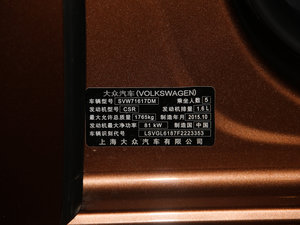 大众汽车(VOLKSWAGEN)
车辆型号 SVW71617DM 乘坐人数 5
发动机型号 CSR 发动机排量 1.6 L
最大允许总质量 1765kg 制造年月 2015.10
发动机最大净功率 81 kW 制造国 中国
车辆识别代号 LSVGL6187F2223353
上海大众汽车有限公司